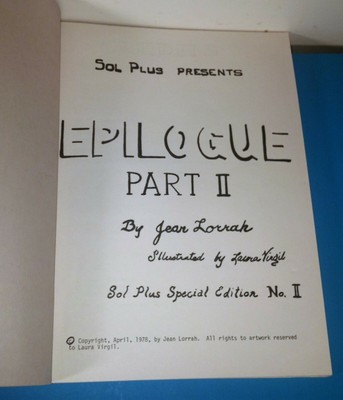 SOL PLUS PRESENTS
EPILOGUE
PART II
By Jean Lorrah
Illustrated by Laura Virgil
Sol Plus Special Edition No. II
© Copyright, April, 1978, by Jean Lorrah. All rights to artwork reserved
to Laura Virgil.